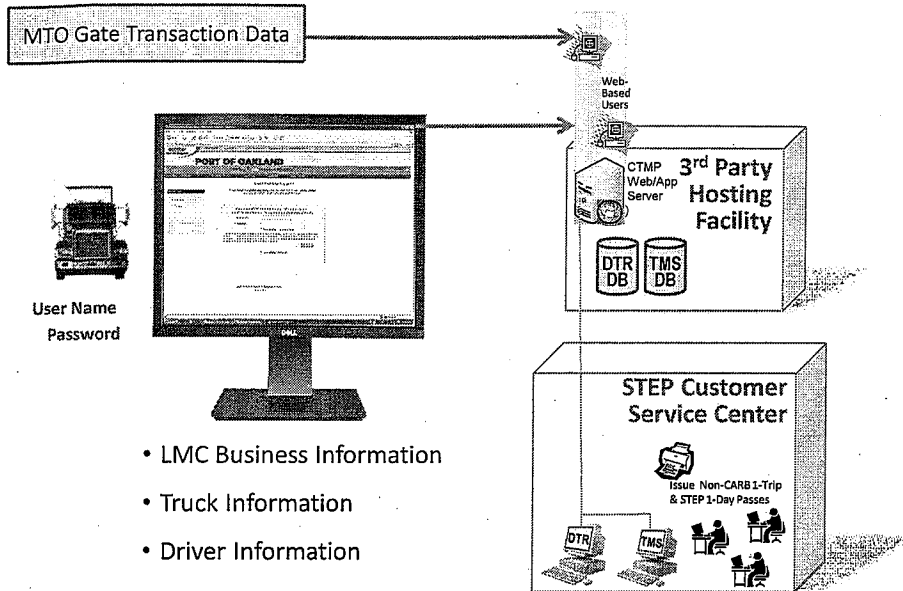 MTO Gate Transaction Data
Web-
Based
Users
PORT OF OAKLAND
CTMP
Web/App
Server
3rd Party
Hosting
Facility
DTR
DB
TMS
DB
User Name
Password
DELL
STEP Customer
Service Center
Issue Non-CARB 1-Trip
& STEP 1-Day Passes
DTR
TMS
• LMC Business Information
• Truck Information
• Driver Information